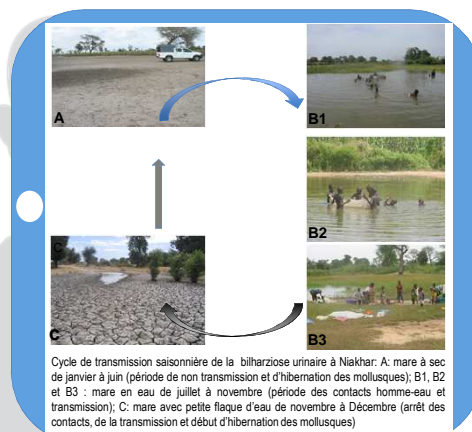 A
B1
B2
C
C
B3
Cycle de transmission saisonnière de la bilharziose urinaire à Niakhar: A: mare à sec
de janvier à juin (période de non transmission et d'hibernation des mollusques); B1, B2
et B3 : mare en eau de juillet à novembre (période des contacts homme-eau et
transmission); C: mare avec petite flaque d'eau de novembre à Décembre (arrêt des
contacts, de la transmission et début d'hibernation des mollusques)